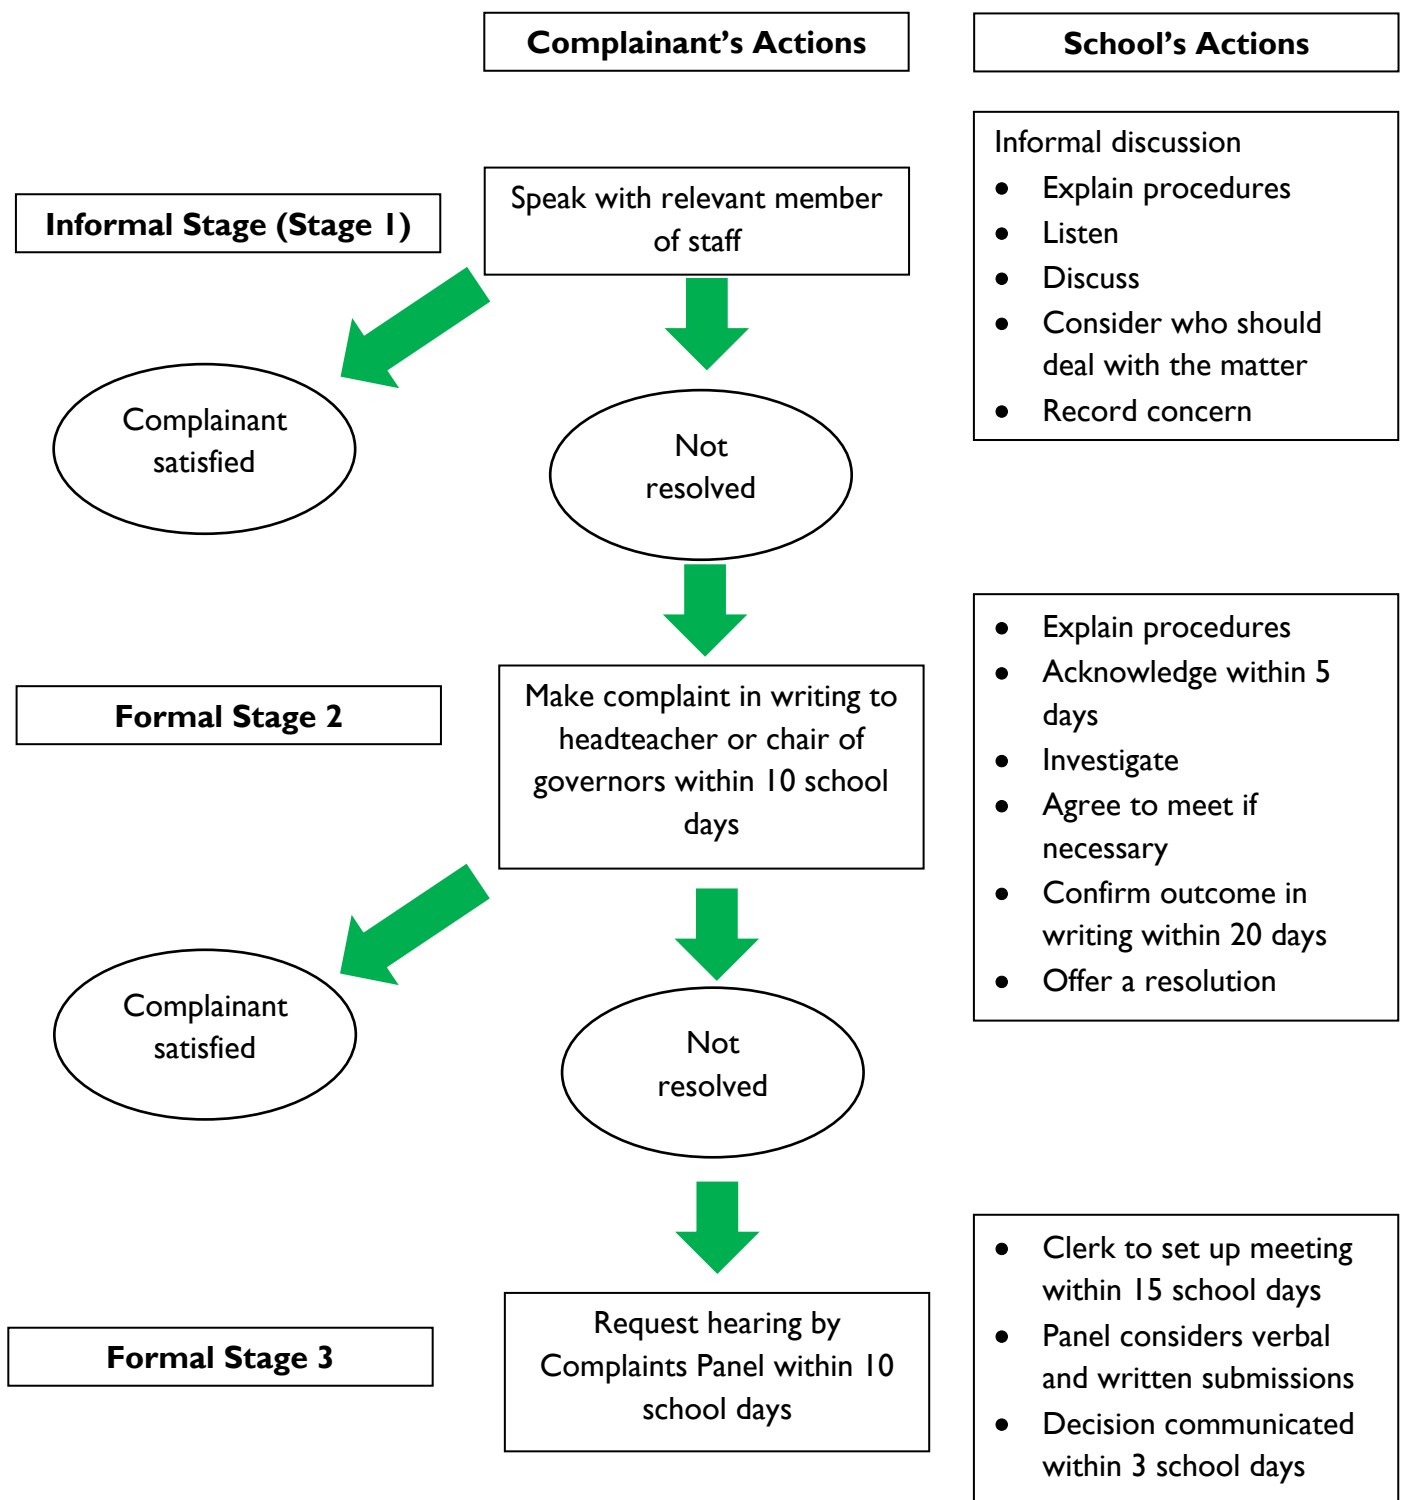 Complainant's Actions
School's Actions
Informal Stage (Stage 1)
Speak with relevant member
of staff
Informal discussion
• Explain procedures
• Listen
• Discuss
• Consider who should
deal with the matter
• Record concern
Complainant
satisfied
Not
resolved
Formal Stage 2
Make complaint in writing to
headteacher or chair of
governors within 10 school
days
• Explain procedures
• Acknowledge within 5
days
• Investigate
• Agree to meet if
necessary
• Confirm outcome in
writing within 20 days
• Offer a resolution
Complainant
satisfied
Not
resolved
Formal Stage 3
Request hearing by
Complaints Panel within 10
school days
• Clerk to set up meeting
within 15 school days
• Panel considers verbal
and written submissions
• Decision communicated
within 3 school days